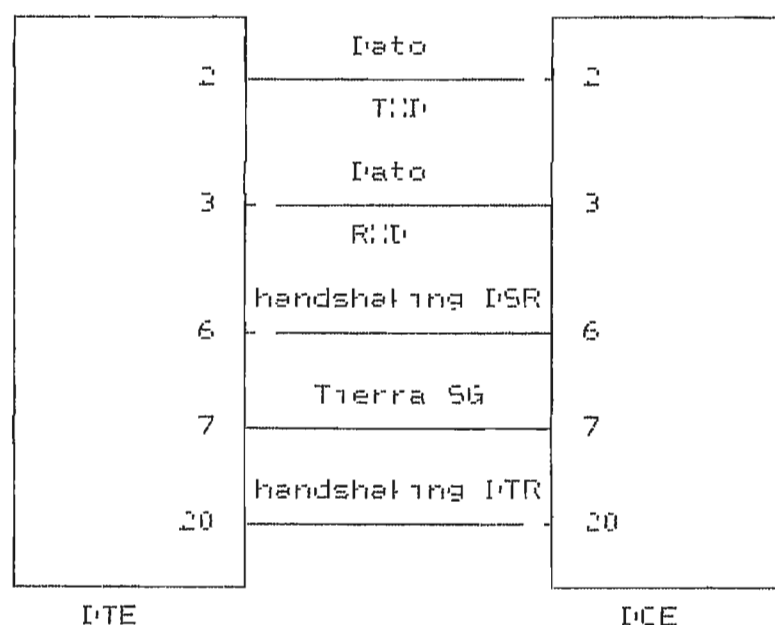 Dato
2 2
TXD
Dato
3 3
RXD
handshaking DSR
6 6
Tierra SG
7 7
handshaking DTR
20 20
DTE DCE